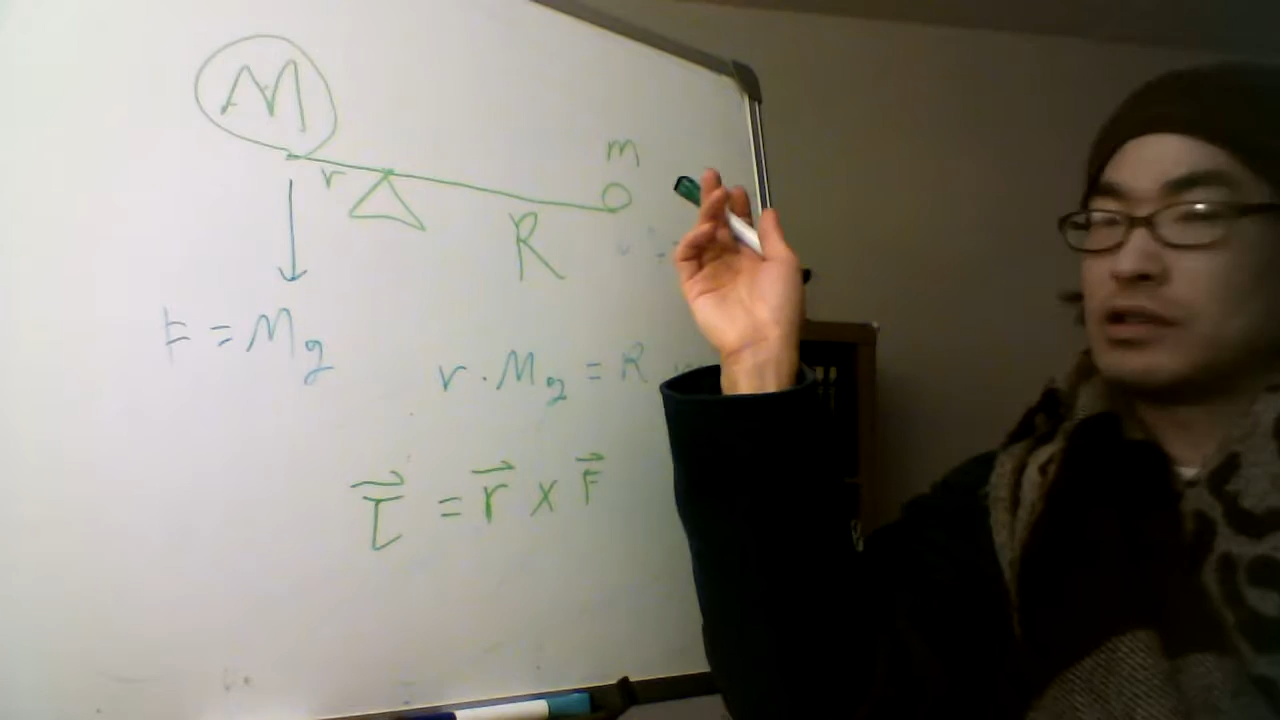 M
m
r
R
F = Mg
r · Mg = R
τ⃗ = r⃗ × F⃗